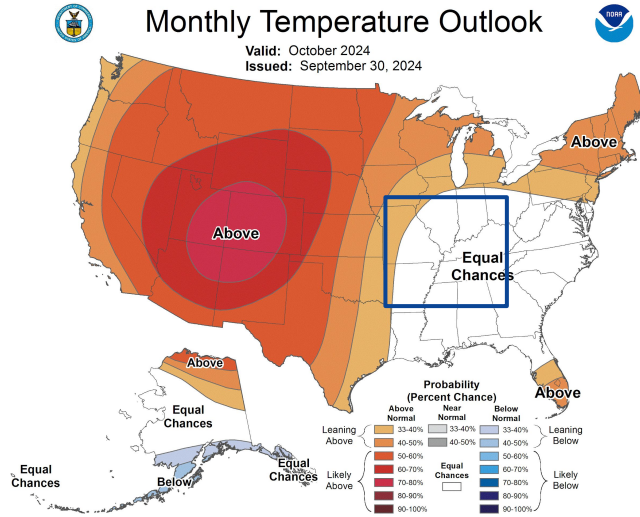 Monthly Temperature Outlook
NOAA
Valid: October 2024
Issued: September 30, 2024
Above
Above
Equal
Chances
Above
Equal
Chances
Above
Equal
Chances
Below
Equal
Chances
Probability
(Percent Chance)
Above
Normal
Near
Normal
Below
Normal
Leaning
Above
33-40%
40-50%
33-40%
40-50%
33-40%
40-50%
Leaning
Below
Likely
Above
50-60%
60-70%
70-80%
80-90%
90-100%
Equal
Chances
50-60%
60-70%
70-80%
80-90%
90-100%
Likely
Below